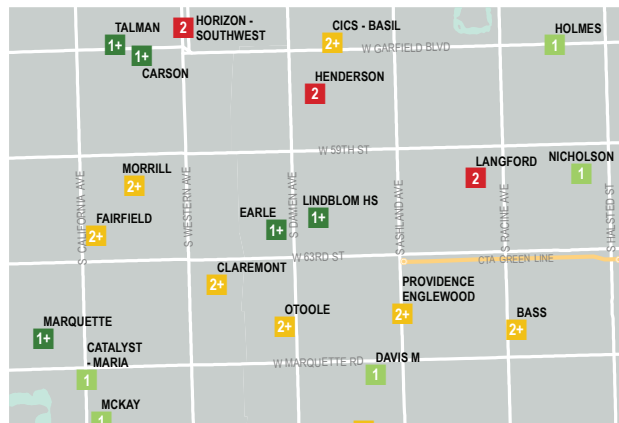 TALMAN
1+
2
HORIZON -
SOUTHWEST
CICS - BASIL
2+
W GARFIELD BLVD
HOLMES
1
1+
CARSON
HENDERSON
2
W 59TH ST
MORRILL
2+
LANGFORD
2
NICHOLSON
1
S CALIFORNIA AVE
S WESTERN AVE
S DAMEN AVE
S ASHLAND AVE
S RACINE AVE
S HALSTED ST
FAIRFIELD
2+
EARLE
1+
LINDBLOM HS
1+
W 63RD ST
CTA GREEN LINE
CLAREMONT
2+
OTOOLE
2+
PROVIDENCE
ENGLEWOOD
2+
BASS
2+
MARQUETTE
1+
CATALYST
- MARIA
1
W MARQUETTE RD
DAVIS M
1
MCKAY
1